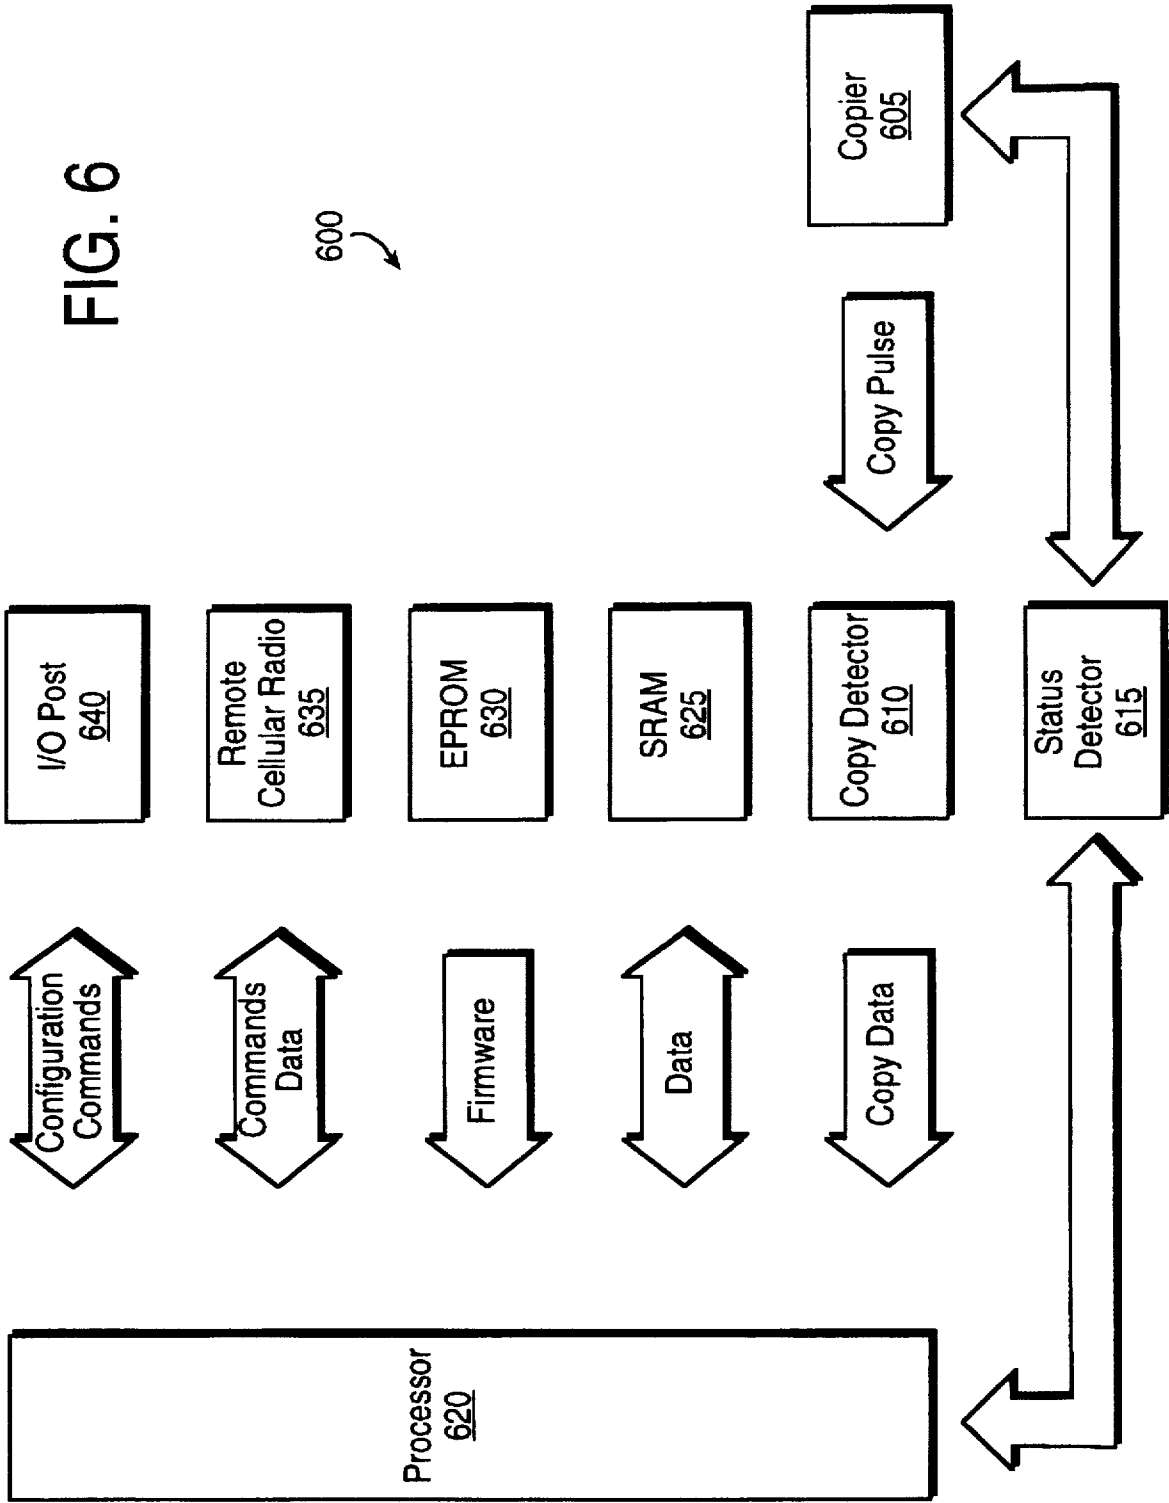 FIG. 6
600
Processor
620
Configuration
Commands
I/O Post
640
Commands
Data
Remote
Cellular Radio
635
Firmware
EPROM
630
Data
SRAM
625
Copy Data
Copy Detector
610
Copy Pulse
Copier
605
Status
Detector
615